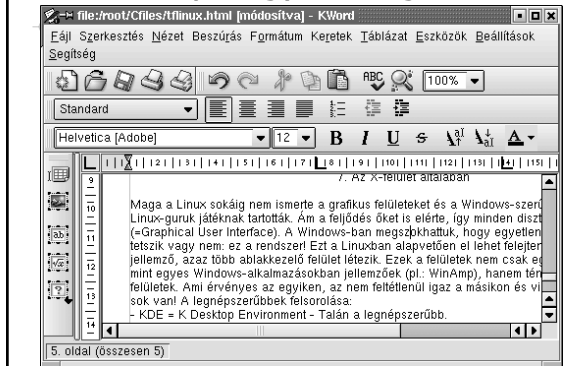 file:/root/Cfiles/tflinux.html [módosítva] - KWord
Fájl Szerkesztés Nézet Beszúrás Formátum Keretek Táblázat Eszközök Beállítások
Segítség
ABC 100%
Standard
Helvetica [Adobe] 12 B I U S A
7. Az X-felület általában
Maga a Linux sokáig nem ismerte a grafikus felületeket és a Windows-szerű
Linux-guruk játéknak tartották. Ám a feljődés őket is elérte, így minden diszt
(=Graphical User Interface). A Windows-ban megszokhattuk, hogy egyetlen
tetszik vagy nem: ez a rendszer! Ezt a Linuxban alapvetően el lehet felejten
jellemző, azaz több ablakkezelő felület létezik. Ezek a felületek nem csak eg
mint egyes Windows-alkalmazásokban jellemzőek (pl.: WinAmp), hanem tén
felületek. Ami érvényes az egyiken, az nem feltétlenül igaz a másikon és vi
sok van! A legnépszerűbbek felsorolása:
- KDE = K Desktop Environment - Talán a legnépszerűbb.
5. oldal (összesen 5)